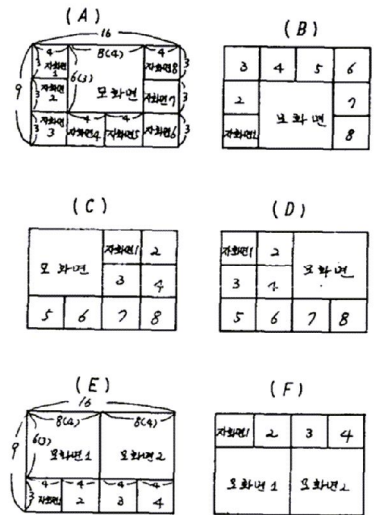 (A)
16
4 8(4) 4
3 자화면1 자화면8 3
9 6(3) 모화면
3 자화면2 자화면7 3
4 4
3 자화면3 자화면4 자화면5 자화면6 3
(B)
3 4 5 6
2 7
모화면
자화면1 8
(C)
자화면1 2
모화면
3 4
5 6 7 8
(D)
자화면1 2
모화면
3 4
5 6 7 8
(E)
16
8(4) 8(4)
9 6(3)
모화면1 모화면2
4 4 4 4
3 자화면1 2 3 4
(F)
자화면1 2 3 4
모화면1 모화면2